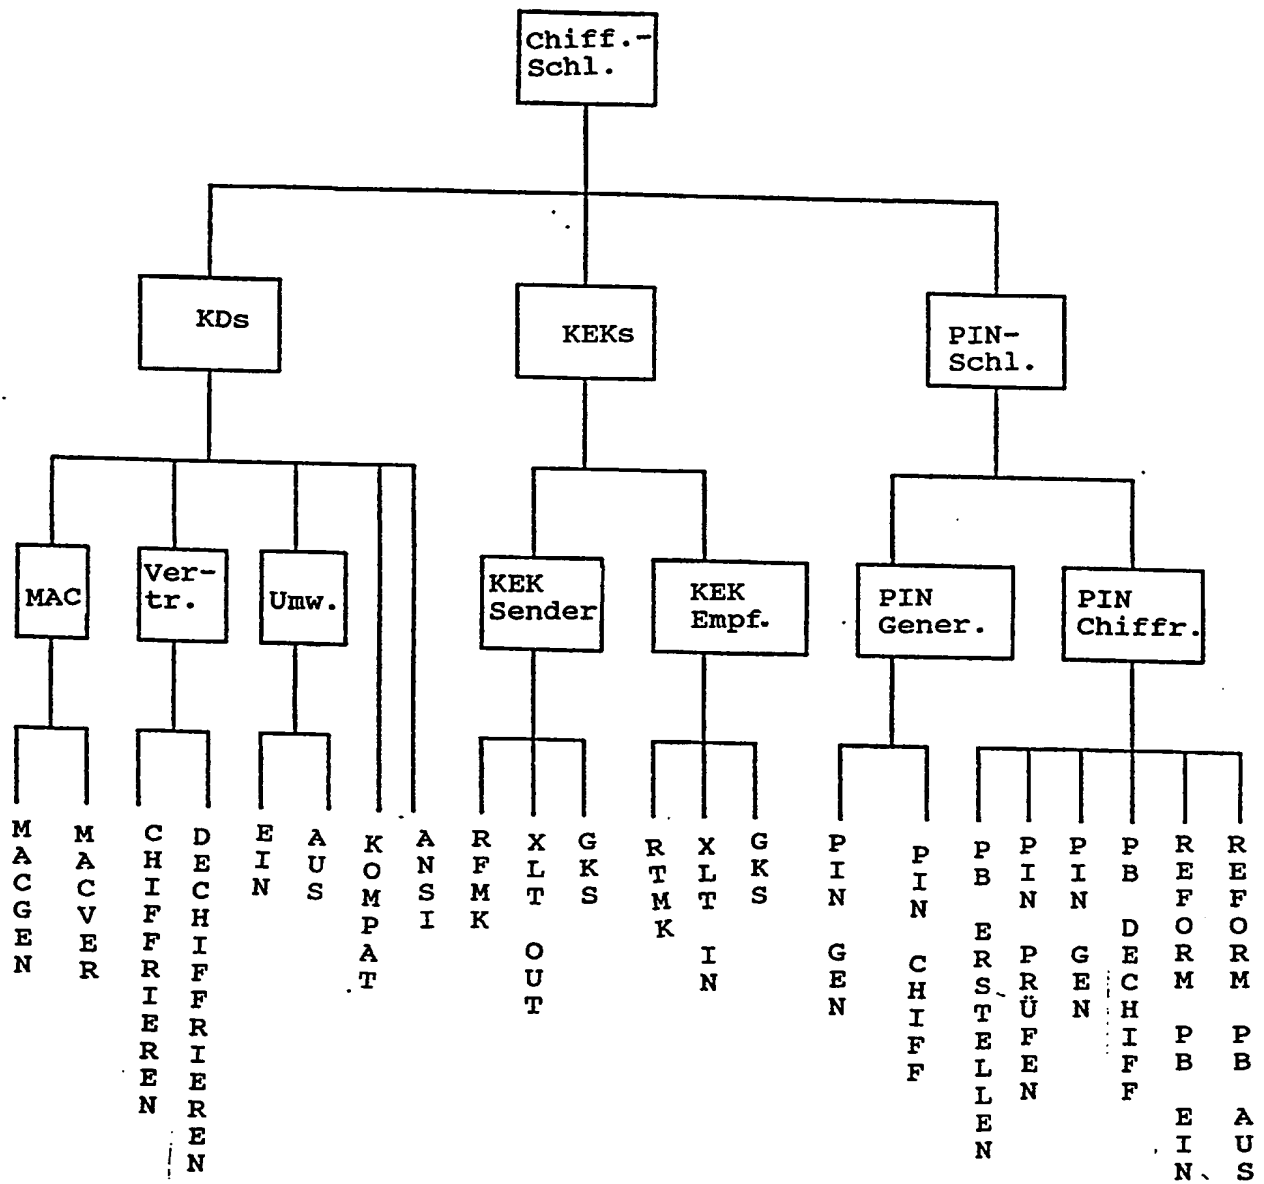 Chiff.-
Schl.
KDs
KEKs
PIN-
Schl.
MAC
Ver-
tr.
Umw.
KEK
Sender
KEK
Empf.
PIN
Gener.
PIN
Chiffr.
MACGEN
MACVER
CHIFFRIEREN
DECHIFFRIEREN
EIN
AUS
KOMPAT
ANSI
RFMK
XLT OUT
GKS
RTMK
XLT IN
GKS
PIN GEN
PIN CHIFF
PB ERSTELLEN
PIN PRÜFEN
PIN GEN
PB DECHIFF
REFORM PB EIN
REFORM PB AUS